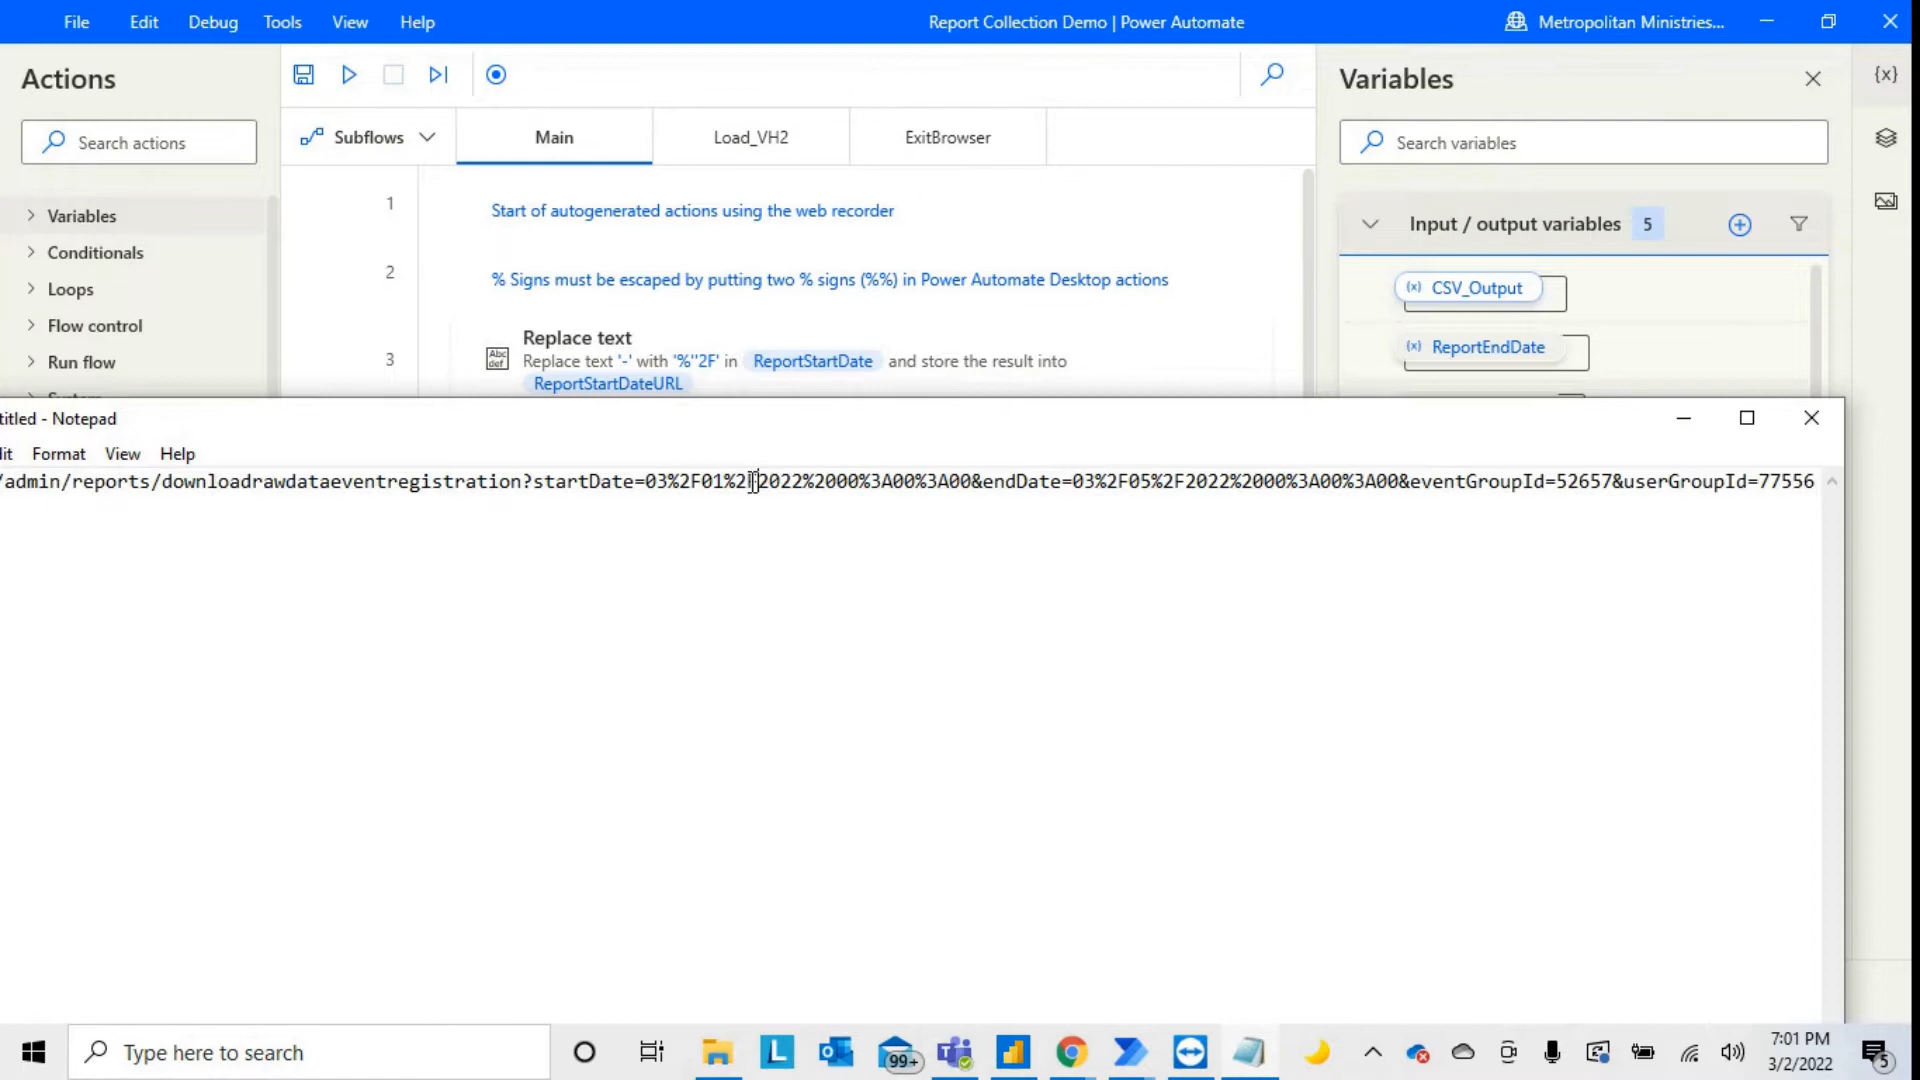 File Edit Debug Tools View Help
Report Collection Demo | Power Automate
Metropolitan Ministries...
Actions
Search actions
Variables
Conditionals
Loops
Flow control
Run flow
Subflows
Main
Load_VH2
ExitBrowser
1
Start of autogenerated actions using the web recorder
2
% Signs must be escaped by putting two % signs (%%) in Power Automate Desktop actions
3
Replace text
Abc
def
Replace text '-' with '%''2F' in ReportStartDate and store the result into
ReportStartDateURL
Variables
{x}
Search variables
Input / output variables 5
(x) CSV_Output
(x) ReportEndDate
titled - Notepad
it Format View Help
/admin/reports/downloadrawdataeventregistration?startDate=03%2F01%2F2022%2000%3A00%3A00&endDate=03%2F05%2F2022%2000%3A00%3A00&eventGroupId=52657&userGroupId=77556
Type here to search
L
99+
7:01 PM
3/2/2022
5